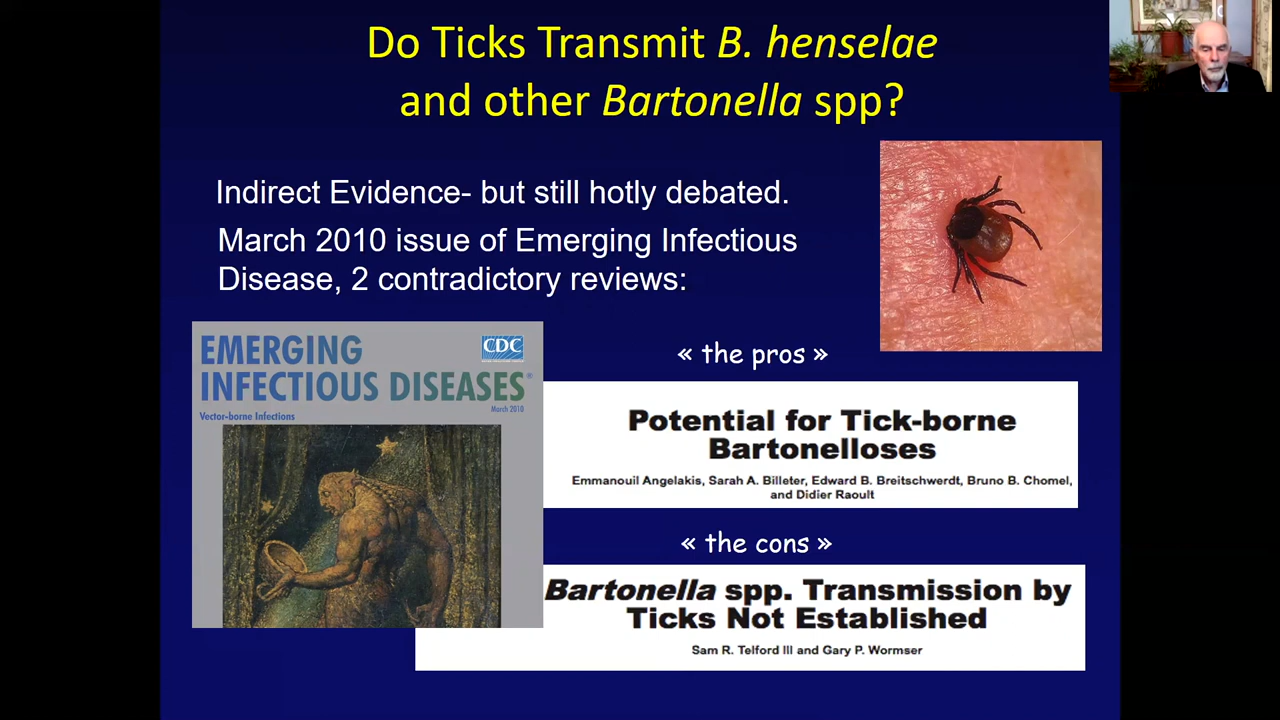 Do Ticks Transmit B. henselae
and other Bartonella spp?
Indirect Evidence- but still hotly debated.
March 2010 issue of Emerging Infectious
Disease, 2 contradictory reviews:
EMERGING
INFECTIOUS DISEASES®
CDC
March 2010
Vector-borne Infections
« the pros »
Potential for Tick-borne
Bartonelloses
Emmanouil Angelakis, Sarah A. Billeter, Edward B. Breitschwerdt, Bruno B. Chomel,
and Didier Raoult
« the cons »
Bartonella spp. Transmission by
Ticks Not Established
Sam R. Telford III and Gary P. Wormser